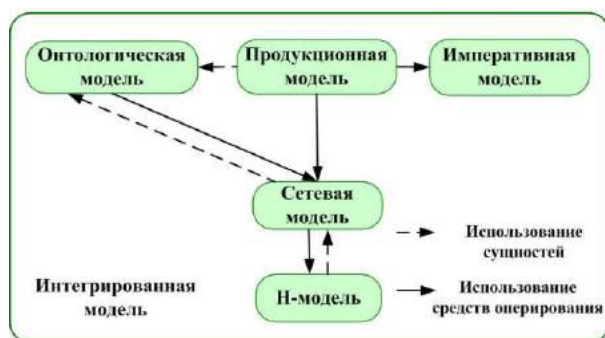 Онтологическая
модель
Продукционная
модель
Императивная
модель
Сетевая
модель
Использование
сущностей
Интегрированная
модель
Н-модель
Использование
средств оперирования